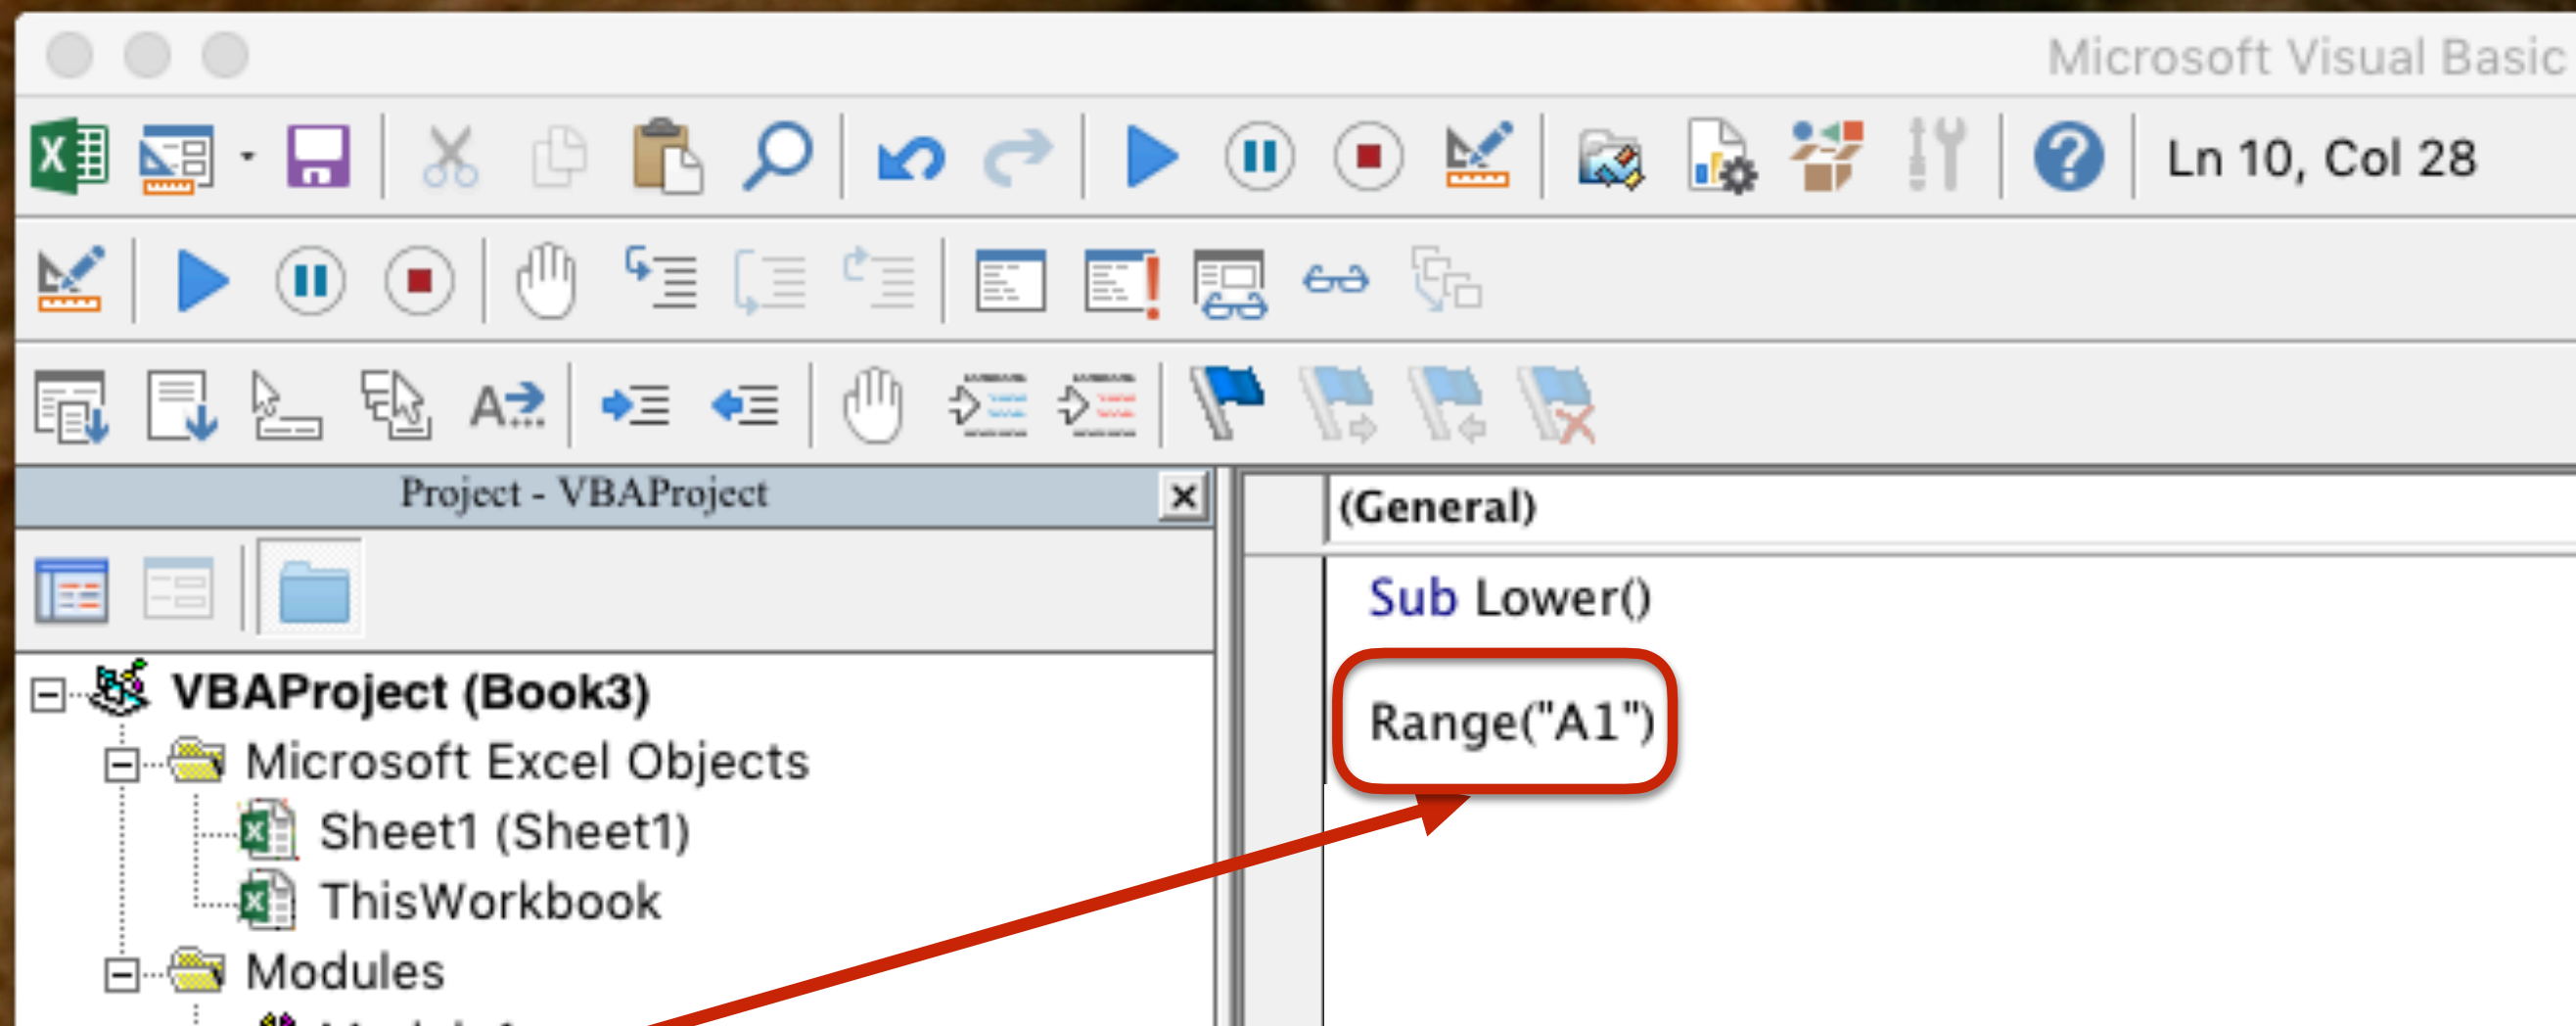 Microsoft Visual Basic
Ln 10, Col 28
Project - VBAProject
(General)
VBAProject (Book3)
Microsoft Excel Objects
Sheet1 (Sheet1)
ThisWorkbook
Modules
Sub Lower()
Range("A1")